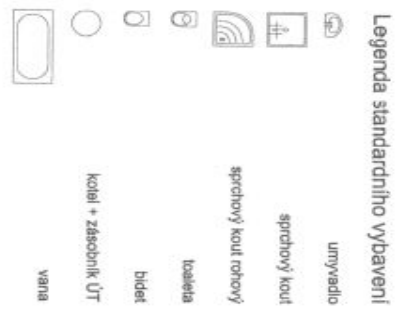 Legenda standardního vybavení
umyvadlo
sprchový kout
sprchový kout rohový
toaleta
bidet
kotel + zásobník ÚT
vana